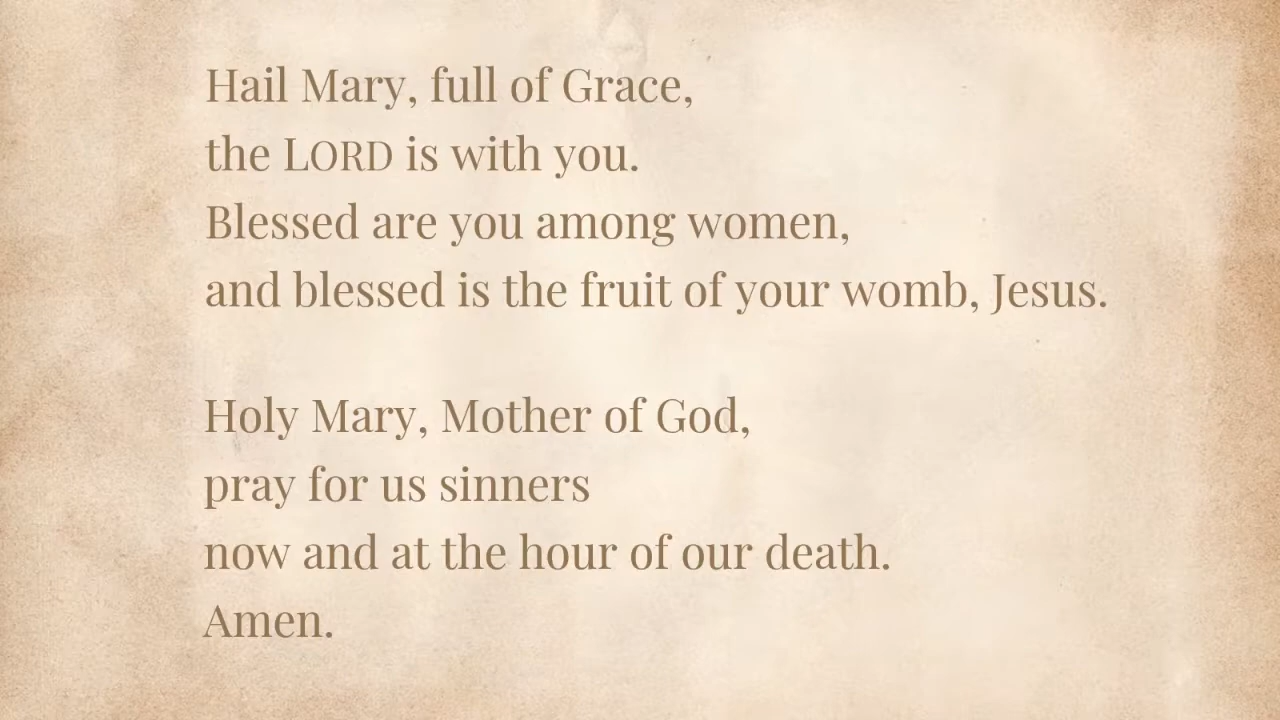 Hail Mary, full of Grace,
the LORD is with you.
Blessed are you among women,
and blessed is the fruit of your womb, Jesus.
Holy Mary, Mother of God,
pray for us sinners
now and at the hour of our death.
Amen.